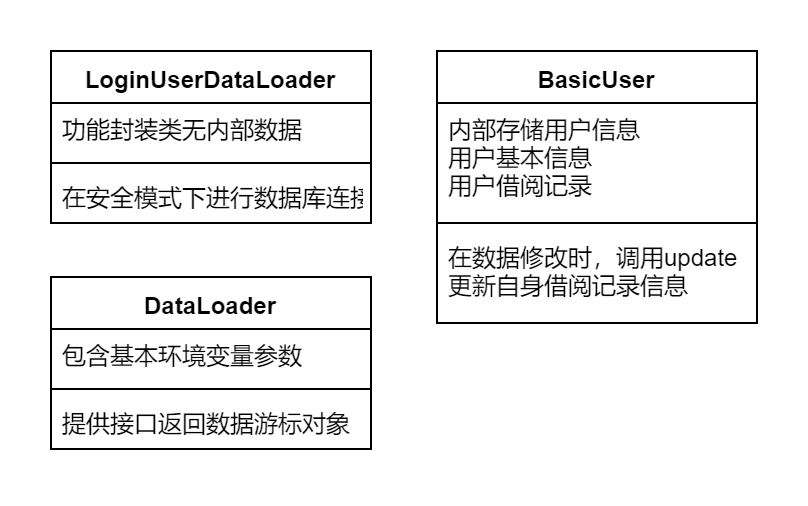 LoginUserDataLoader
功能封装类无内部数据
在安全模式下进行数据库连接
DataLoader
包含基本环境变量参数
提供接口返回数据游标对象
BasicUser
内部存储用户信息
用户基本信息
用户借阅记录
在数据修改时，调用update
更新自身借阅记录信息